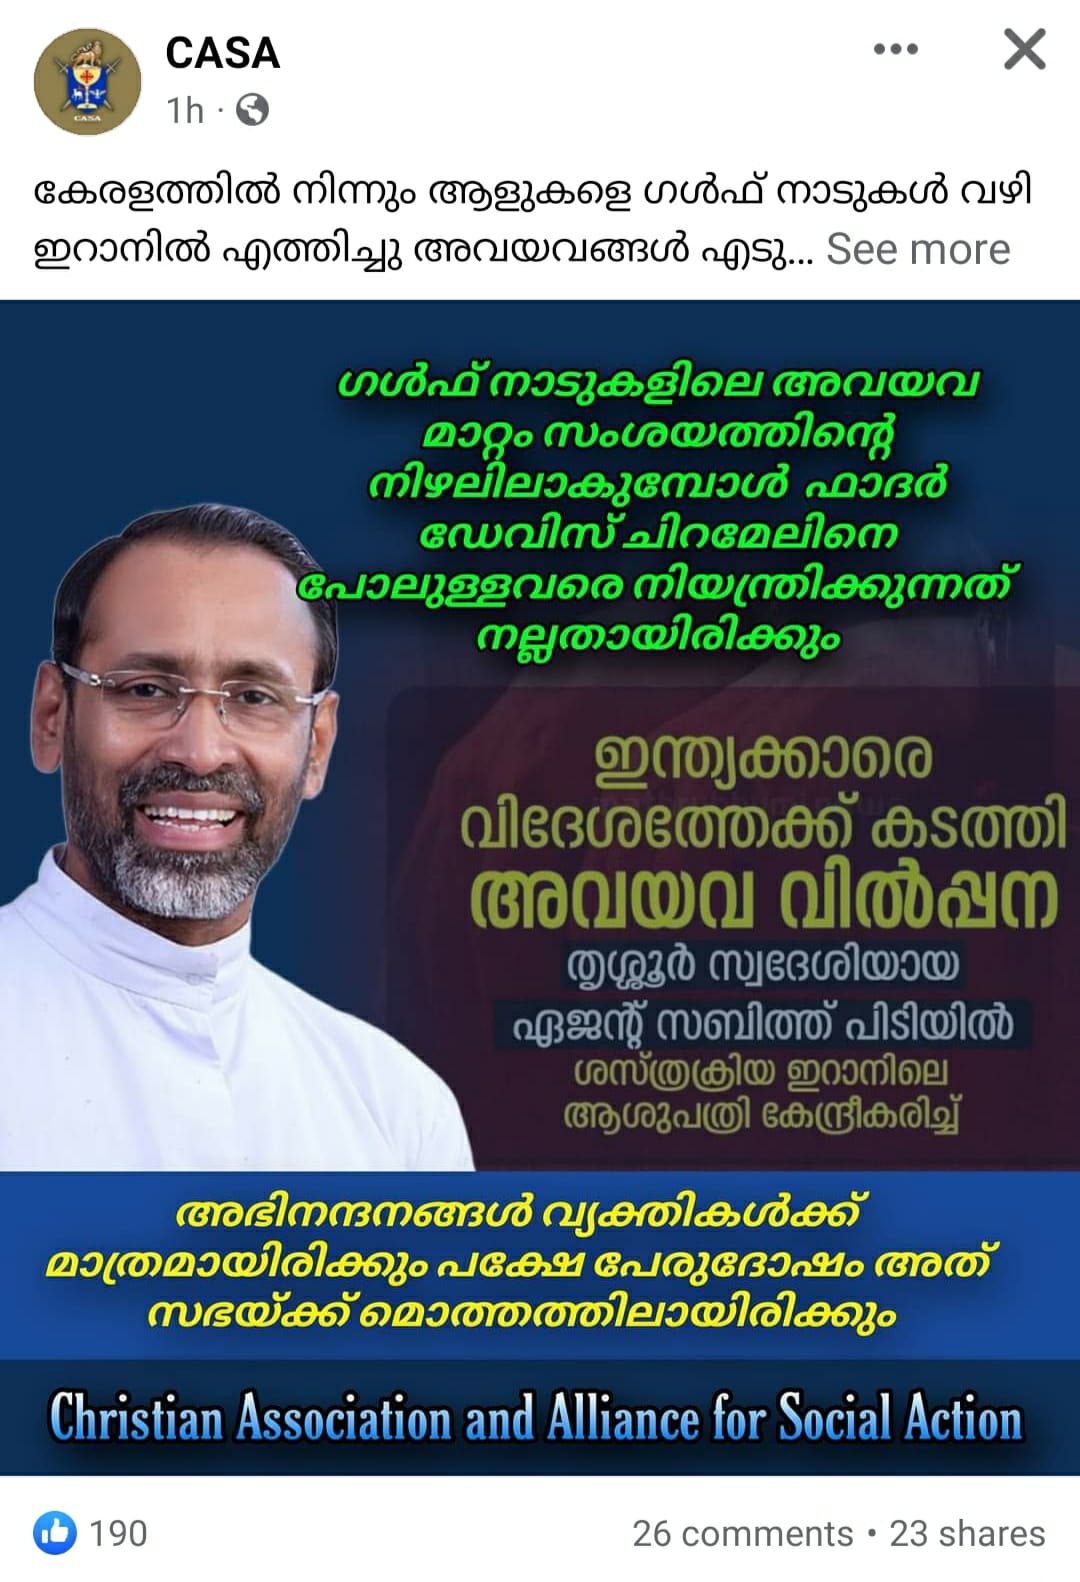 CASA
CASA
1h ·
കേരളത്തിൽ നിന്നും ആളുകളെ ഗൾഫ് നാടുകൾ വഴി
ഇറാനിൽ എത്തിച്ചു അവയവങ്ങൾ എടു... See more
ഗൾഫ് നാടുകളിലെ അവയവ
മാറ്റം സംശയത്തിന്റെ
നിഴലിലാകുമ്പോൾ ഫാദർ
ഡേവിസ് ചിറമേലിനെ
പോലുള്ളവരെ നിയന്ത്രിക്കുന്നത്
നല്ലതായിരിക്കും
ഇന്ത്യക്കാരെ
വിദേശത്തേക്ക് കടത്തി
അവയവ വിൽപ്പന
തൃശ്ശൂർ സ്വദേശിയായ
ഏജന്റ് സബിത്ത് പിടിയിൽ
ശസ്ത്രക്രിയ ഇറാനിലെ
ആശുപത്രി കേന്ദ്രീകരിച്ച്
അഭിനന്ദനങ്ങൾ വ്യക്തികൾക്ക്
മാത്രമായിരിക്കും പക്ഷേ പേരുദോഷം അത്
സഭയ്ക്ക് മൊത്തത്തിലായിരിക്കും
Christian Association and Alliance for Social Action
190
26 comments • 23 shares